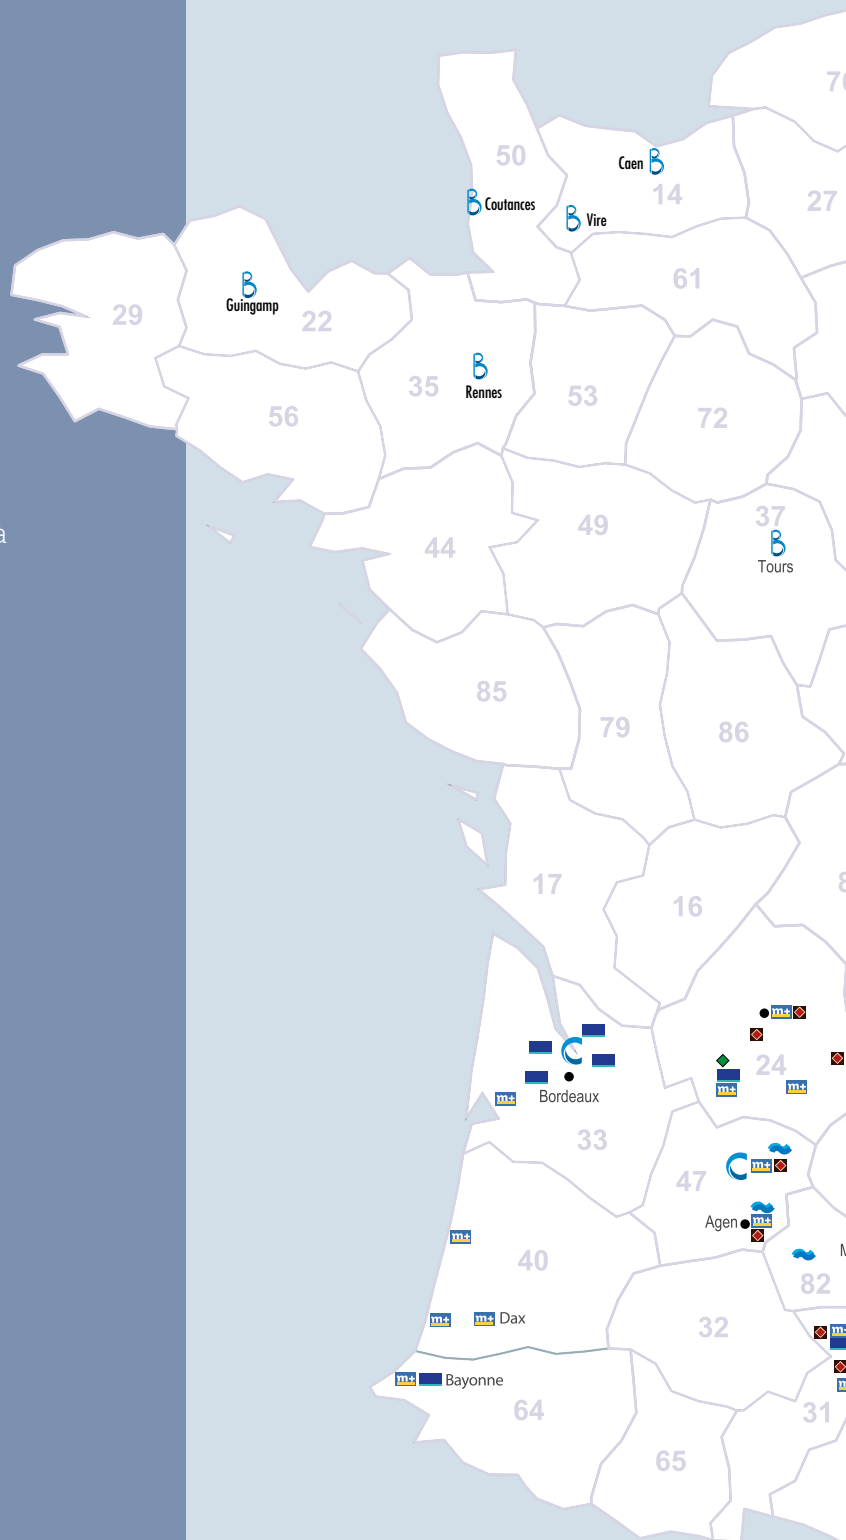 76
50
Caen
14
27
Coutances
Vire
61
Guingamp
22
29
35
Rennes
53
72
56
37
a
44
49
Tours
85
79
86
17
16
m+
24
m+
m+
Bordeaux
m+
33
47
m+
Agen
m+
m+
40
82
m+
m+
Dax
32
m+
m+
Bayonne
64
31
65